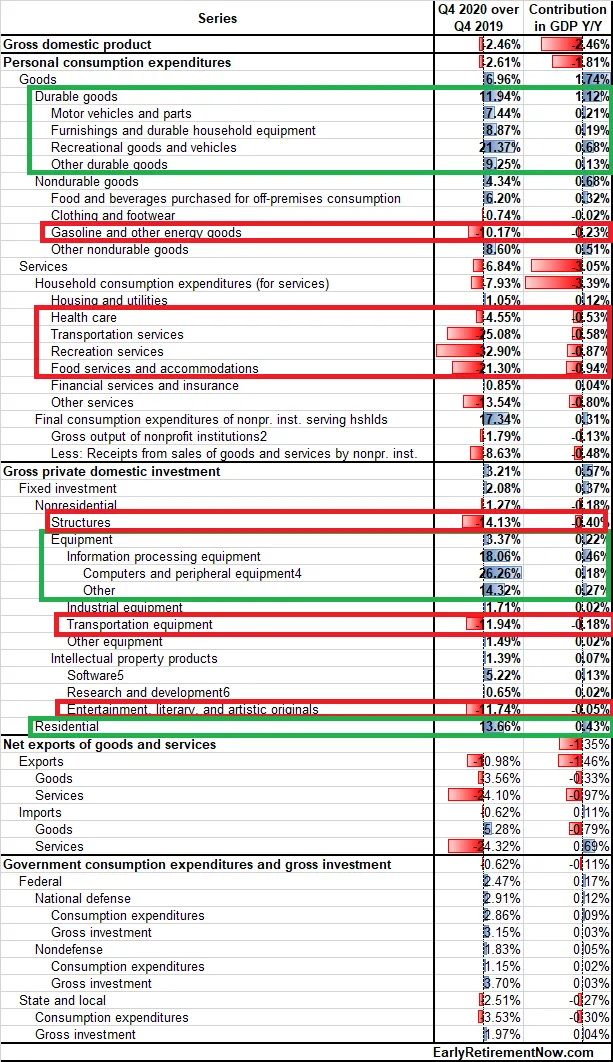 Series Q4 2020 over Q4 2019 Contribution in GDP Y/Y
Gross domestic product -2.46% -2.46%
Personal consumption expenditures -2.61% -1.81%
Goods 6.96% 1.74%
Durable goods 11.94% 1.12%
Motor vehicles and parts 7.44% 0.21%
Furnishings and durable household equipment 8.87% 0.19%
Recreational goods and vehicles 21.37% 0.68%
Other durable goods 9.25% 0.13%
Nondurable goods 4.34% 0.68%
Food and beverages purchased for off-premises consumption 6.20% 0.32%
Clothing and footwear -0.74% -0.02%
Gasoline and other energy goods -10.17% -0.23%
Other nondurable goods 8.60% 0.51%
Services -6.84% -3.05%
Household consumption expenditures (for services) -7.93% -3.39%
Housing and utilities 1.05% 0.12%
Health care -4.55% -0.53%
Transportation services -25.08% -0.58%
Recreation services -32.90% -0.87%
Food services and accommodations -21.30% -0.94%
Financial services and insurance 0.85% 0.04%
Other services -13.54% -0.80%
Final consumption expenditures of nonpr. inst. serving hshlds 17.34% 0.31%
Gross output of nonprofit institutions2 -1.79% -0.13%
Less: Receipts from sales of goods and services by nonpr. inst. -8.63% -0.48%
Gross private domestic investment 3.21% 0.57%
Fixed investment 2.08% 0.37%
Nonresidential -1.27% -0.18%
Structures -14.13% -0.40%
Equipment 3.37% 0.22%
Information processing equipment 18.06% 0.46%
Computers and peripheral equipment4 26.26% 0.18%
Other 14.32% 0.27%
Industrial equipment 1.71% 0.02%
Transportation equipment -11.94% -0.18%
Other equipment 1.49% 0.02%
Intellectual property products 1.39% 0.07%
Software5 5.22% 0.13%
Research and development6 0.65% 0.02%
Entertainment, literary, and artistic originals -11.74% -0.05%
Residential 13.66% 0.43%
Net exports of goods and services -1.35%
Exports -10.98% -1.46%
Goods -3.56% -0.33%
Services -24.10% -0.97%
Imports -0.62% 0.11%
Goods 5.28% -0.79%
Services -24.32% 0.69%
Government consumption expenditures and gross investment -0.62% -0.11%
Federal 2.47% 0.17%
National defense 2.91% 0.12%
Consumption expenditures 2.86% 0.09%
Gross investment 3.15% 0.03%
Nondefense 1.83% 0.05%
Consumption expenditures 1.15% 0.02%
Gross investment 3.70% 0.03%
State and local -2.51% -0.27%
Consumption expenditures -3.53% -0.30%
Gross investment 1.97% 0.04%
EarlyRetirementNow.com